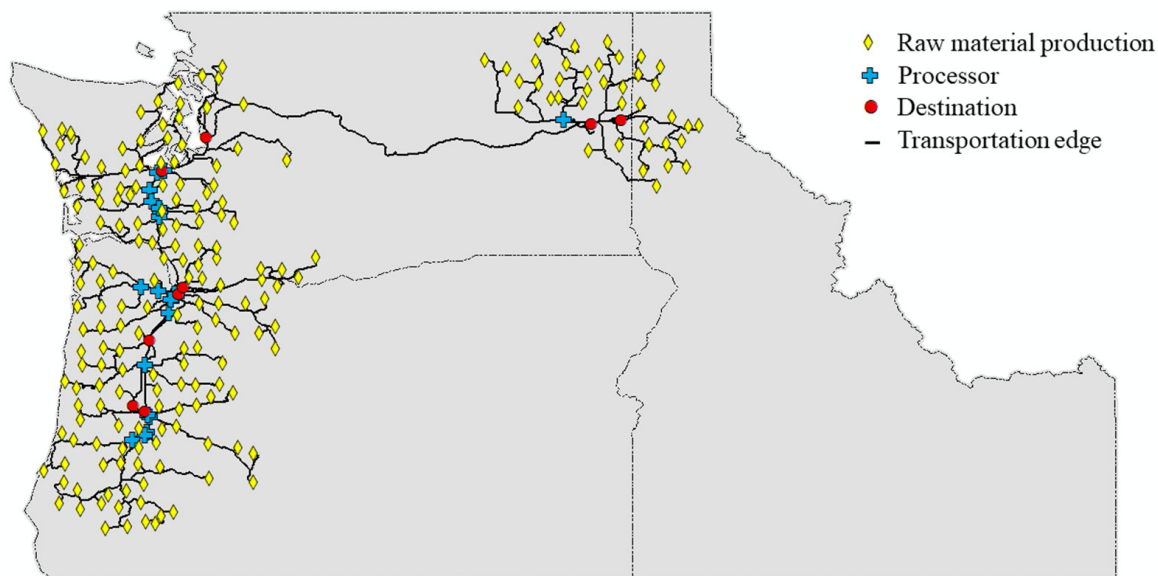 Raw material production
Processor
Destination
Transportation edge